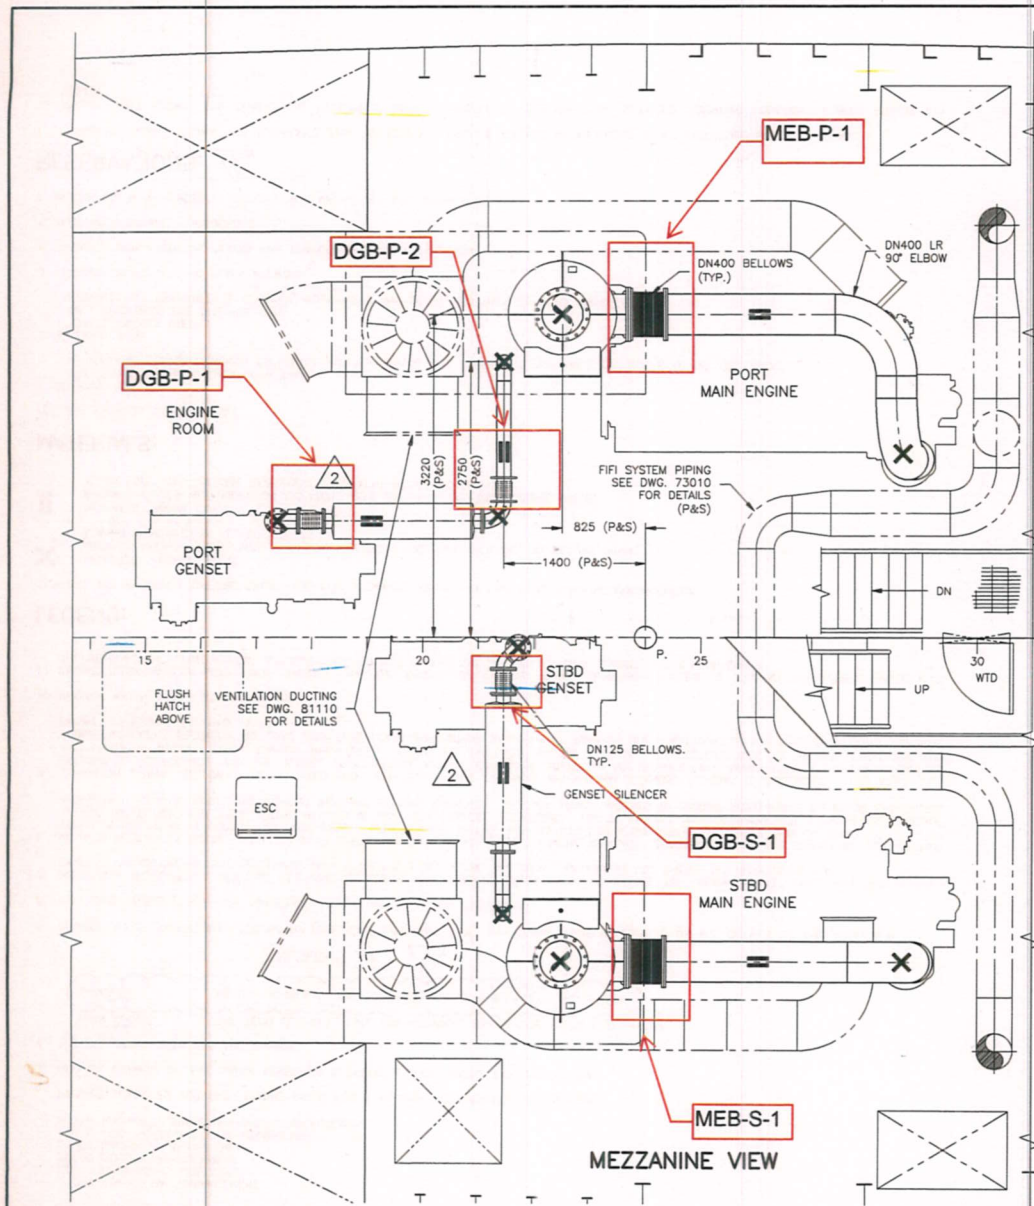 MEB-P-1
DGB-P-2
DN400 BELLOWS
(TYP.)
DN400 LR
90° ELBOW
DGB-P-1
ENGINE
ROOM
PORT
MAIN ENGINE
3220
(P&S)
2750
(P&S)
2
FIFI SYSTEM PIPING
SEE DWG. 73010
FOR DETAILS
(P&S)
825 (P&S)
1400 (P&S)
PORT
GENSET
DN
15
20
25
30
P.
STBD
GENSET
WTD
UP
FLUSH
HATCH
ABOVE
VENTILATION DUCTING
SEE DWG. 81110
FOR DETAILS
DN125 BELLOWS.
TYP.
2
GENSET SILENCER
ESC
DGB-S-1
STBD
MAIN ENGINE
MEB-S-1
MEZZANINE VIEW